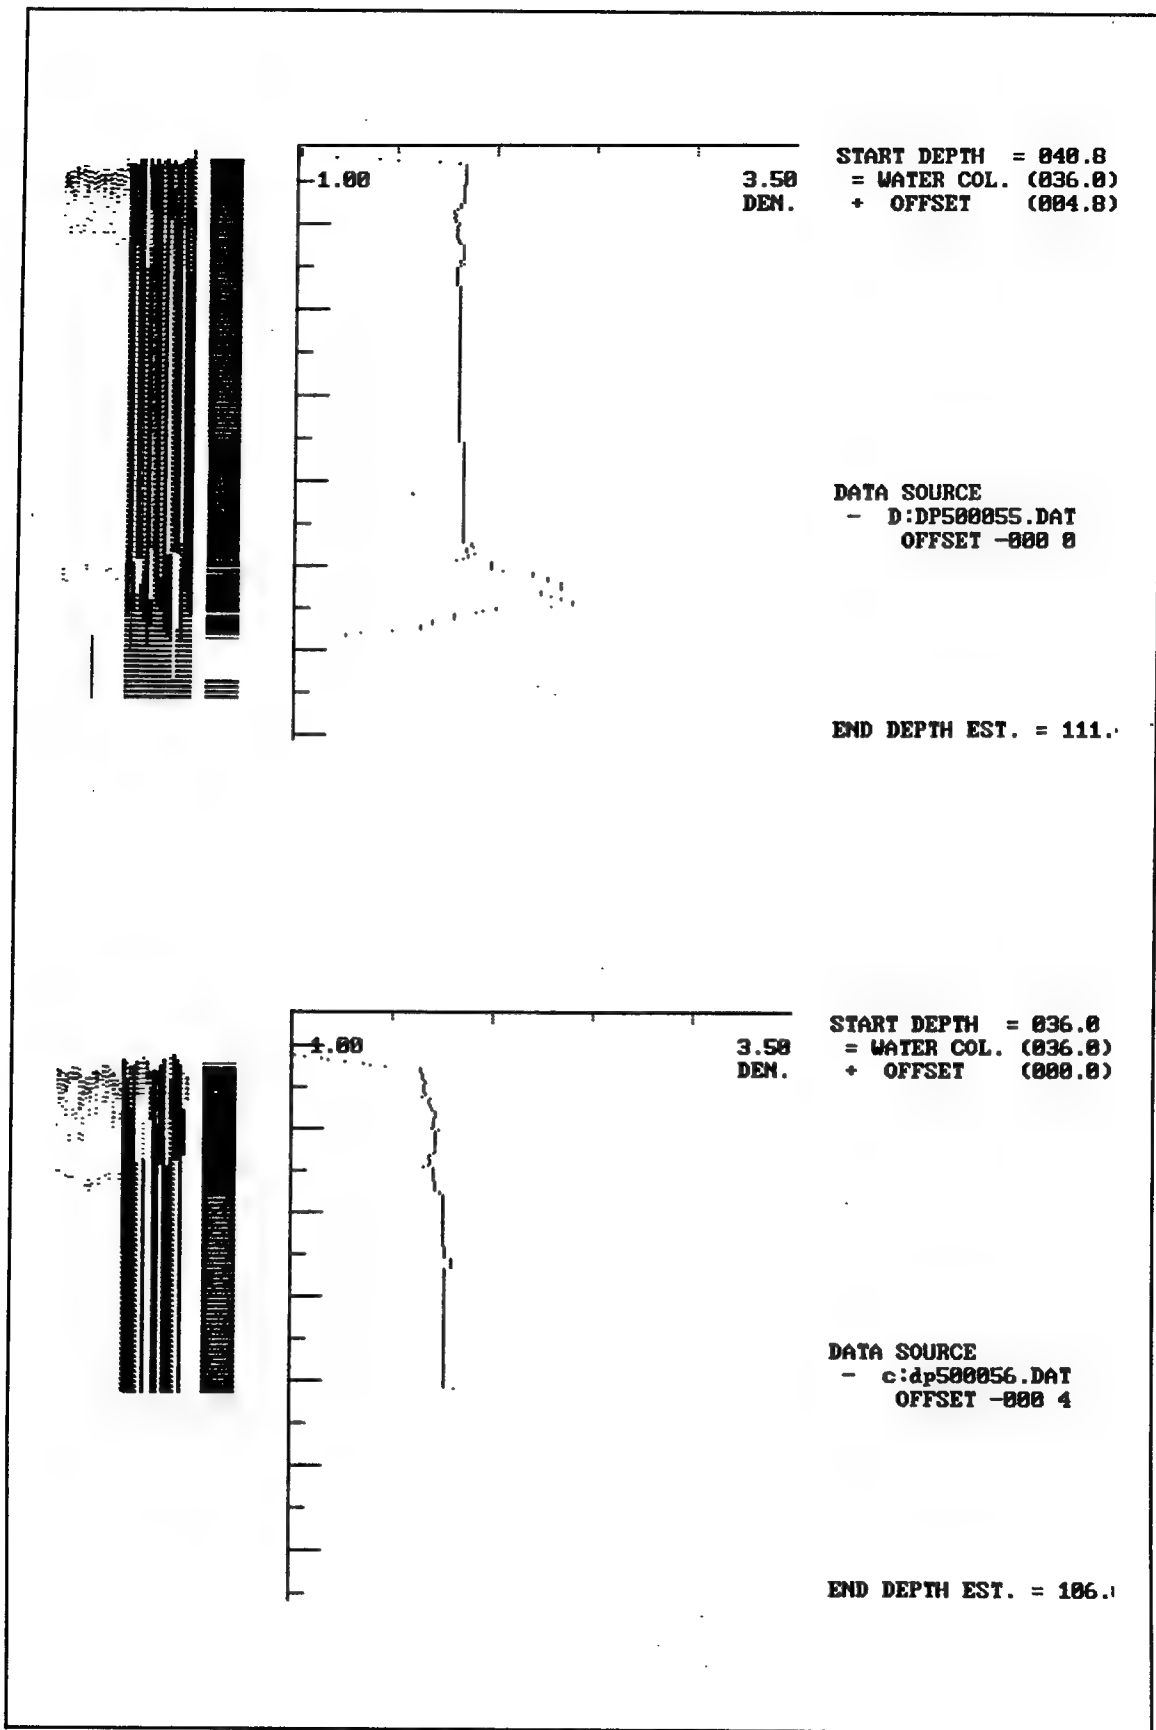 1.00
3.50
DEN.
START DEPTH = 040.8
= WATER COL. (036.0)
+ OFFSET (004.8)
DATA SOURCE
- D:DP500055.DAT
OFFSET -000 0
END DEPTH EST. = 111.
1.00
3.50
DEN.
START DEPTH = 036.0
= WATER COL. (036.0)
+ OFFSET (000.0)
DATA SOURCE
- c:dp500056.DAT
OFFSET -000 4
END DEPTH EST. = 106.